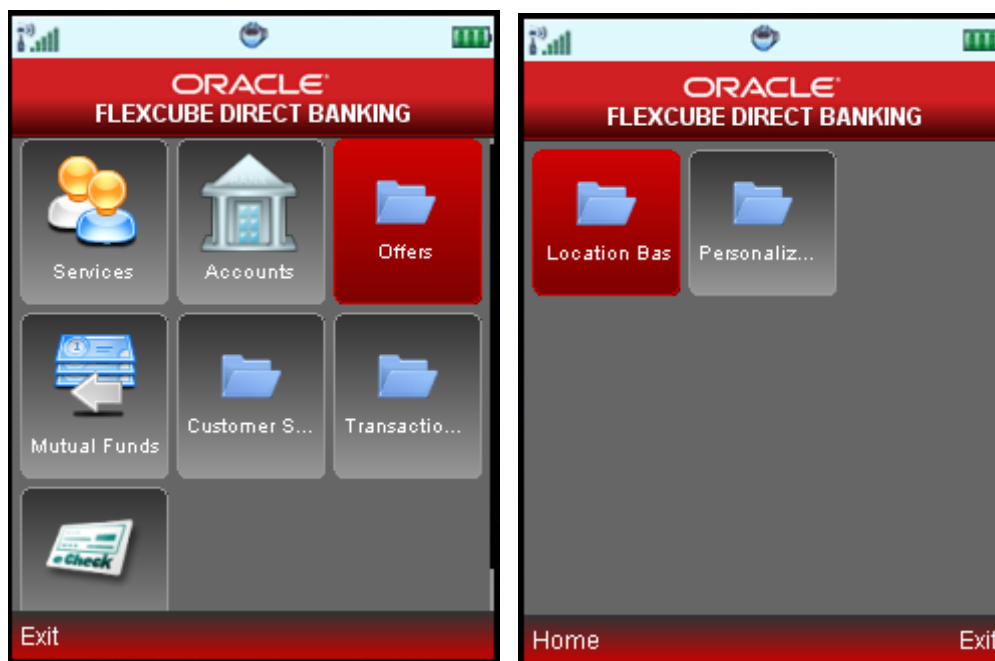 ORACLE®
FLEXCUBE DIRECT BANKING
Services
Accounts
Offers
Mutual Funds
Customer S...
Transactio...
eCheck
Exit
ORACLE®
FLEXCUBE DIRECT BANKING
Location Bas
Personaliz...
Home
Exit